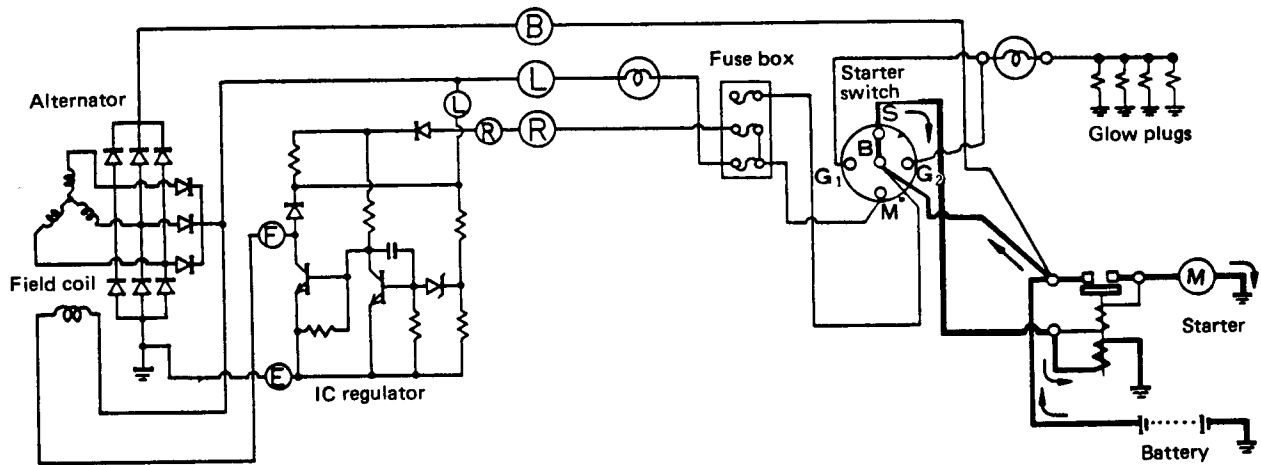 B
Fuse box
Starter
switch
L
Alternator
L
S
R
R
Glow plugs
B
G1
G2
M
F
Field coil
M
Starter
E
IC regulator
Battery